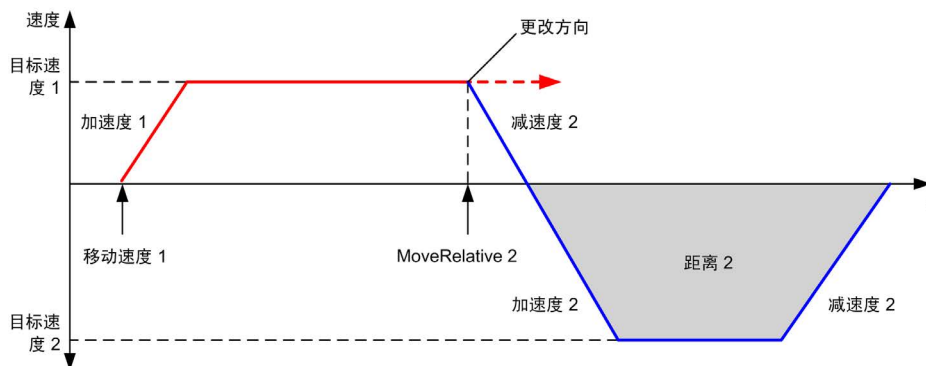 速度
更改方向
目标速
度 1
加速度 1
减速度 2
移动速度 1
MoveRelative 2
距离 2
加速度 2
减速度 2
目标速
度 2